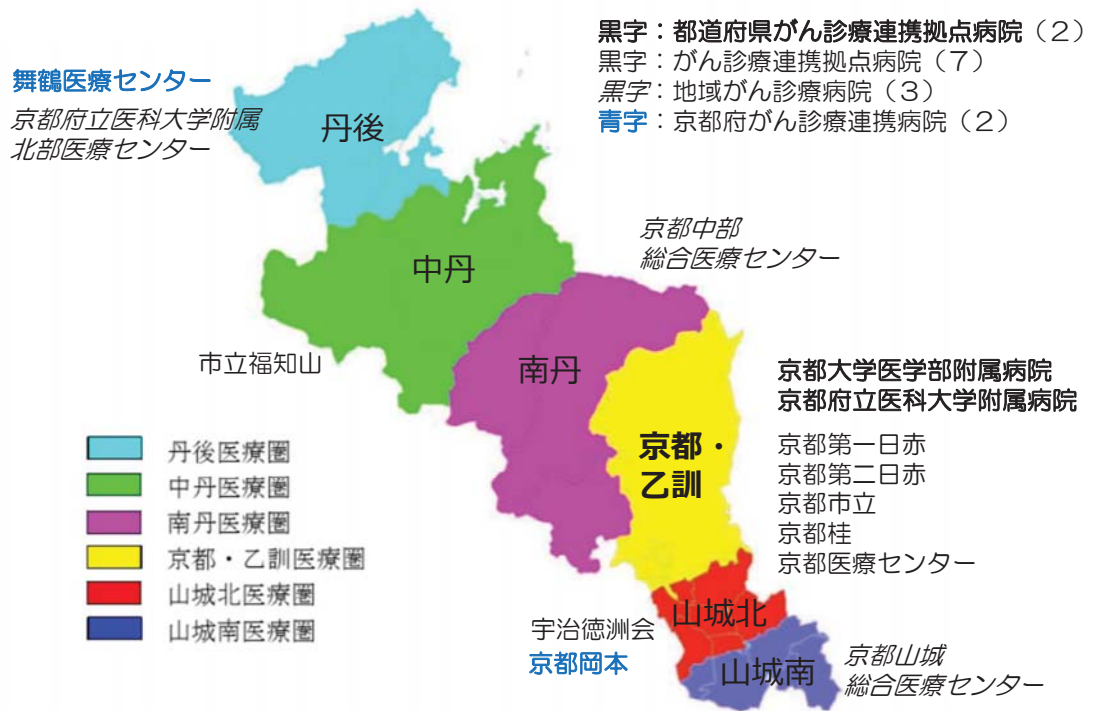 黒字：都道府県がん診療連携拠点病院（２）
黒字：がん診療連携拠点病院（７）
黒字：地域がん診療病院（３）
青字：京都府がん診療連携病院（２）
舞鶴医療センター
京都府立医科大学附属
北部医療センター
丹後
京都中部
総合医療センター
中丹
市立福知山
南丹
京都大学医学部附属病院
京都府立医科大学附属病院
京都・
乙訓
京都第一日赤
京都第二日赤
京都市立
京都桂
京都医療センター
丹後医療圏
中丹医療圏
南丹医療圏
京都・乙訓医療圏
山城北医療圏
山城南医療圏
山城北
宇治徳洲会
京都岡本
山城南
京都山城
総合医療センター